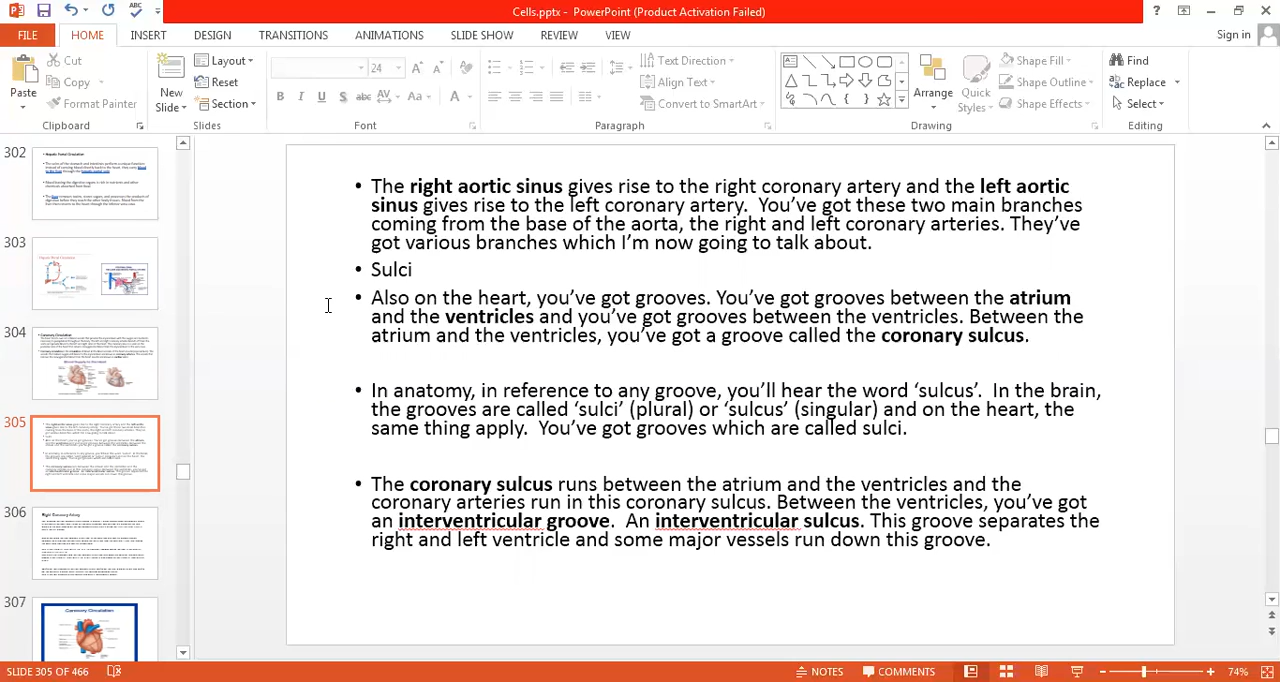 Cells.pptx - PowerPoint (Product Activation Failed)
FILE HOME INSERT DESIGN TRANSITIONS ANIMATIONS SLIDE SHOW REVIEW VIEW Sign in
Paste Cut Copy Format Painter Clipboard
New Slide Layout Reset Section Slides
24 Font
Text Direction Align Text Convert to SmartArt Paragraph
Arrange Quick Styles Shape Fill Shape Outline Shape Effects Drawing
Find Replace Select Editing
302
303
304
305
306
307
• The right aortic sinus gives rise to the right coronary artery and the left aortic
sinus gives rise to the left coronary artery. You’ve got these two main branches
coming from the base of the aorta, the right and left coronary arteries. They’ve
got various branches which I’m now going to talk about.
• Sulci
• Also on the heart, you’ve got grooves. You’ve got grooves between the atrium
and the ventricles and you’ve got grooves between the ventricles. Between the
atrium and the ventricles, you’ve got a groove called the coronary sulcus.
• In anatomy, in reference to any groove, you’ll hear the word ‘sulcus’. In the brain,
the grooves are called ‘sulci’ (plural) or ‘sulcus’ (singular) and on the heart, the
same thing apply. You’ve got grooves which are called sulci.
• The coronary sulcus runs between the atrium and the ventricles and the
coronary arteries run in this coronary sulcus. Between the ventricles, you’ve got
an interventricular groove. An interventricular sulcus. This groove separates the
right and left ventricle and some major vessels run down this groove.
SLIDE 305 OF 466 NOTES COMMENTS 74%